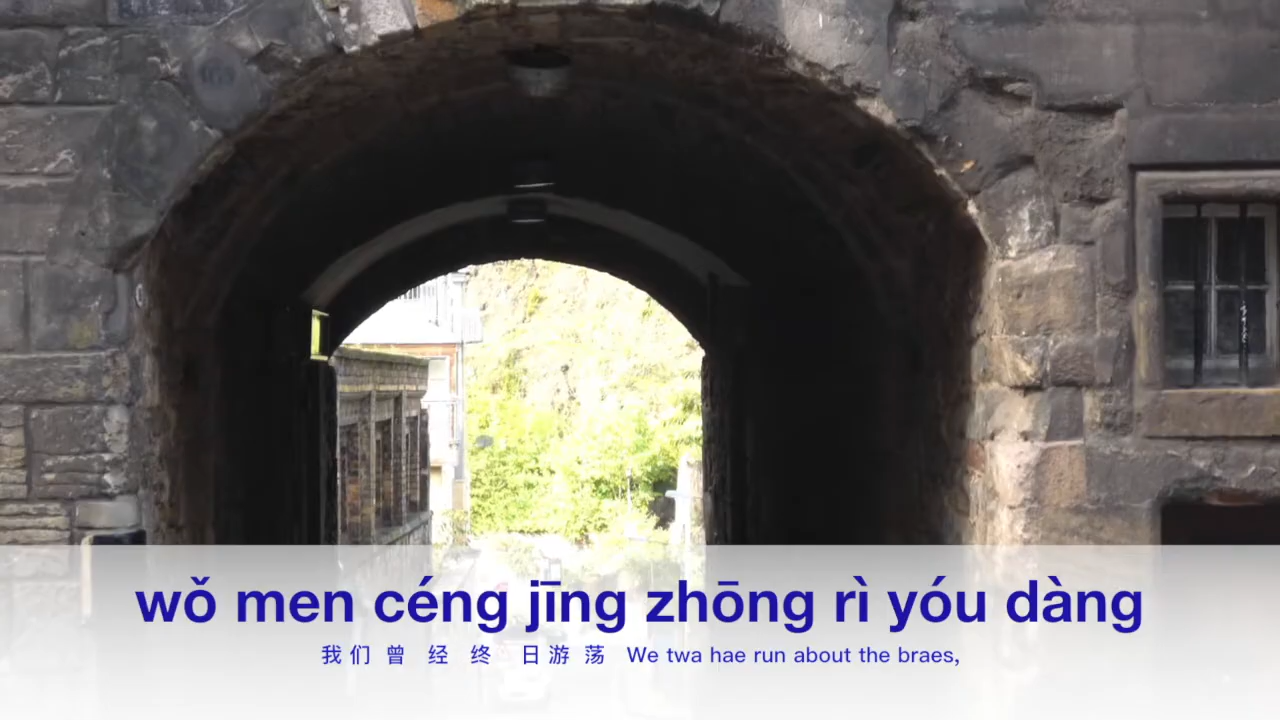 wǒ men céng jīng zhōng rì yóu dàng
我们 曾 经 终 日游 荡 We twa hae run about the braes,